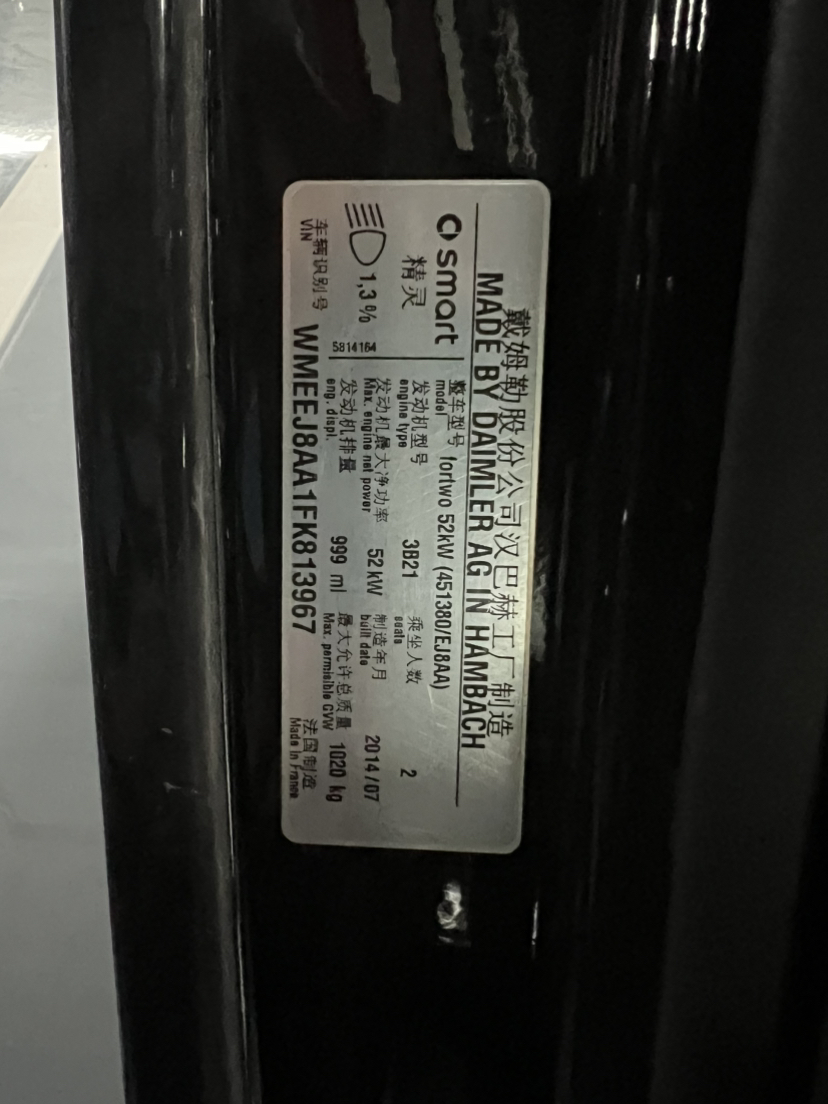 戴姆勒股份公司汉巴赫工厂制造
MADE BY DAIMLER AG IN HAMBACH
smart
精灵
整车型号
model
fortwo 52kW (451380/EJ8AA)
发动机型号
engine type
3B21
乘坐人数
seats
2
1,3 %
发动机最大净功率
Max. engine net power
52 kW
制造年月
built date
2014/07
发动机排量
eng. displ.
999 ml
最大允许总质量
Max. permisible GVW
1020 kg
车辆识别号
VIN
WMEEJ8AA1FK813967
法国制造
Made in France